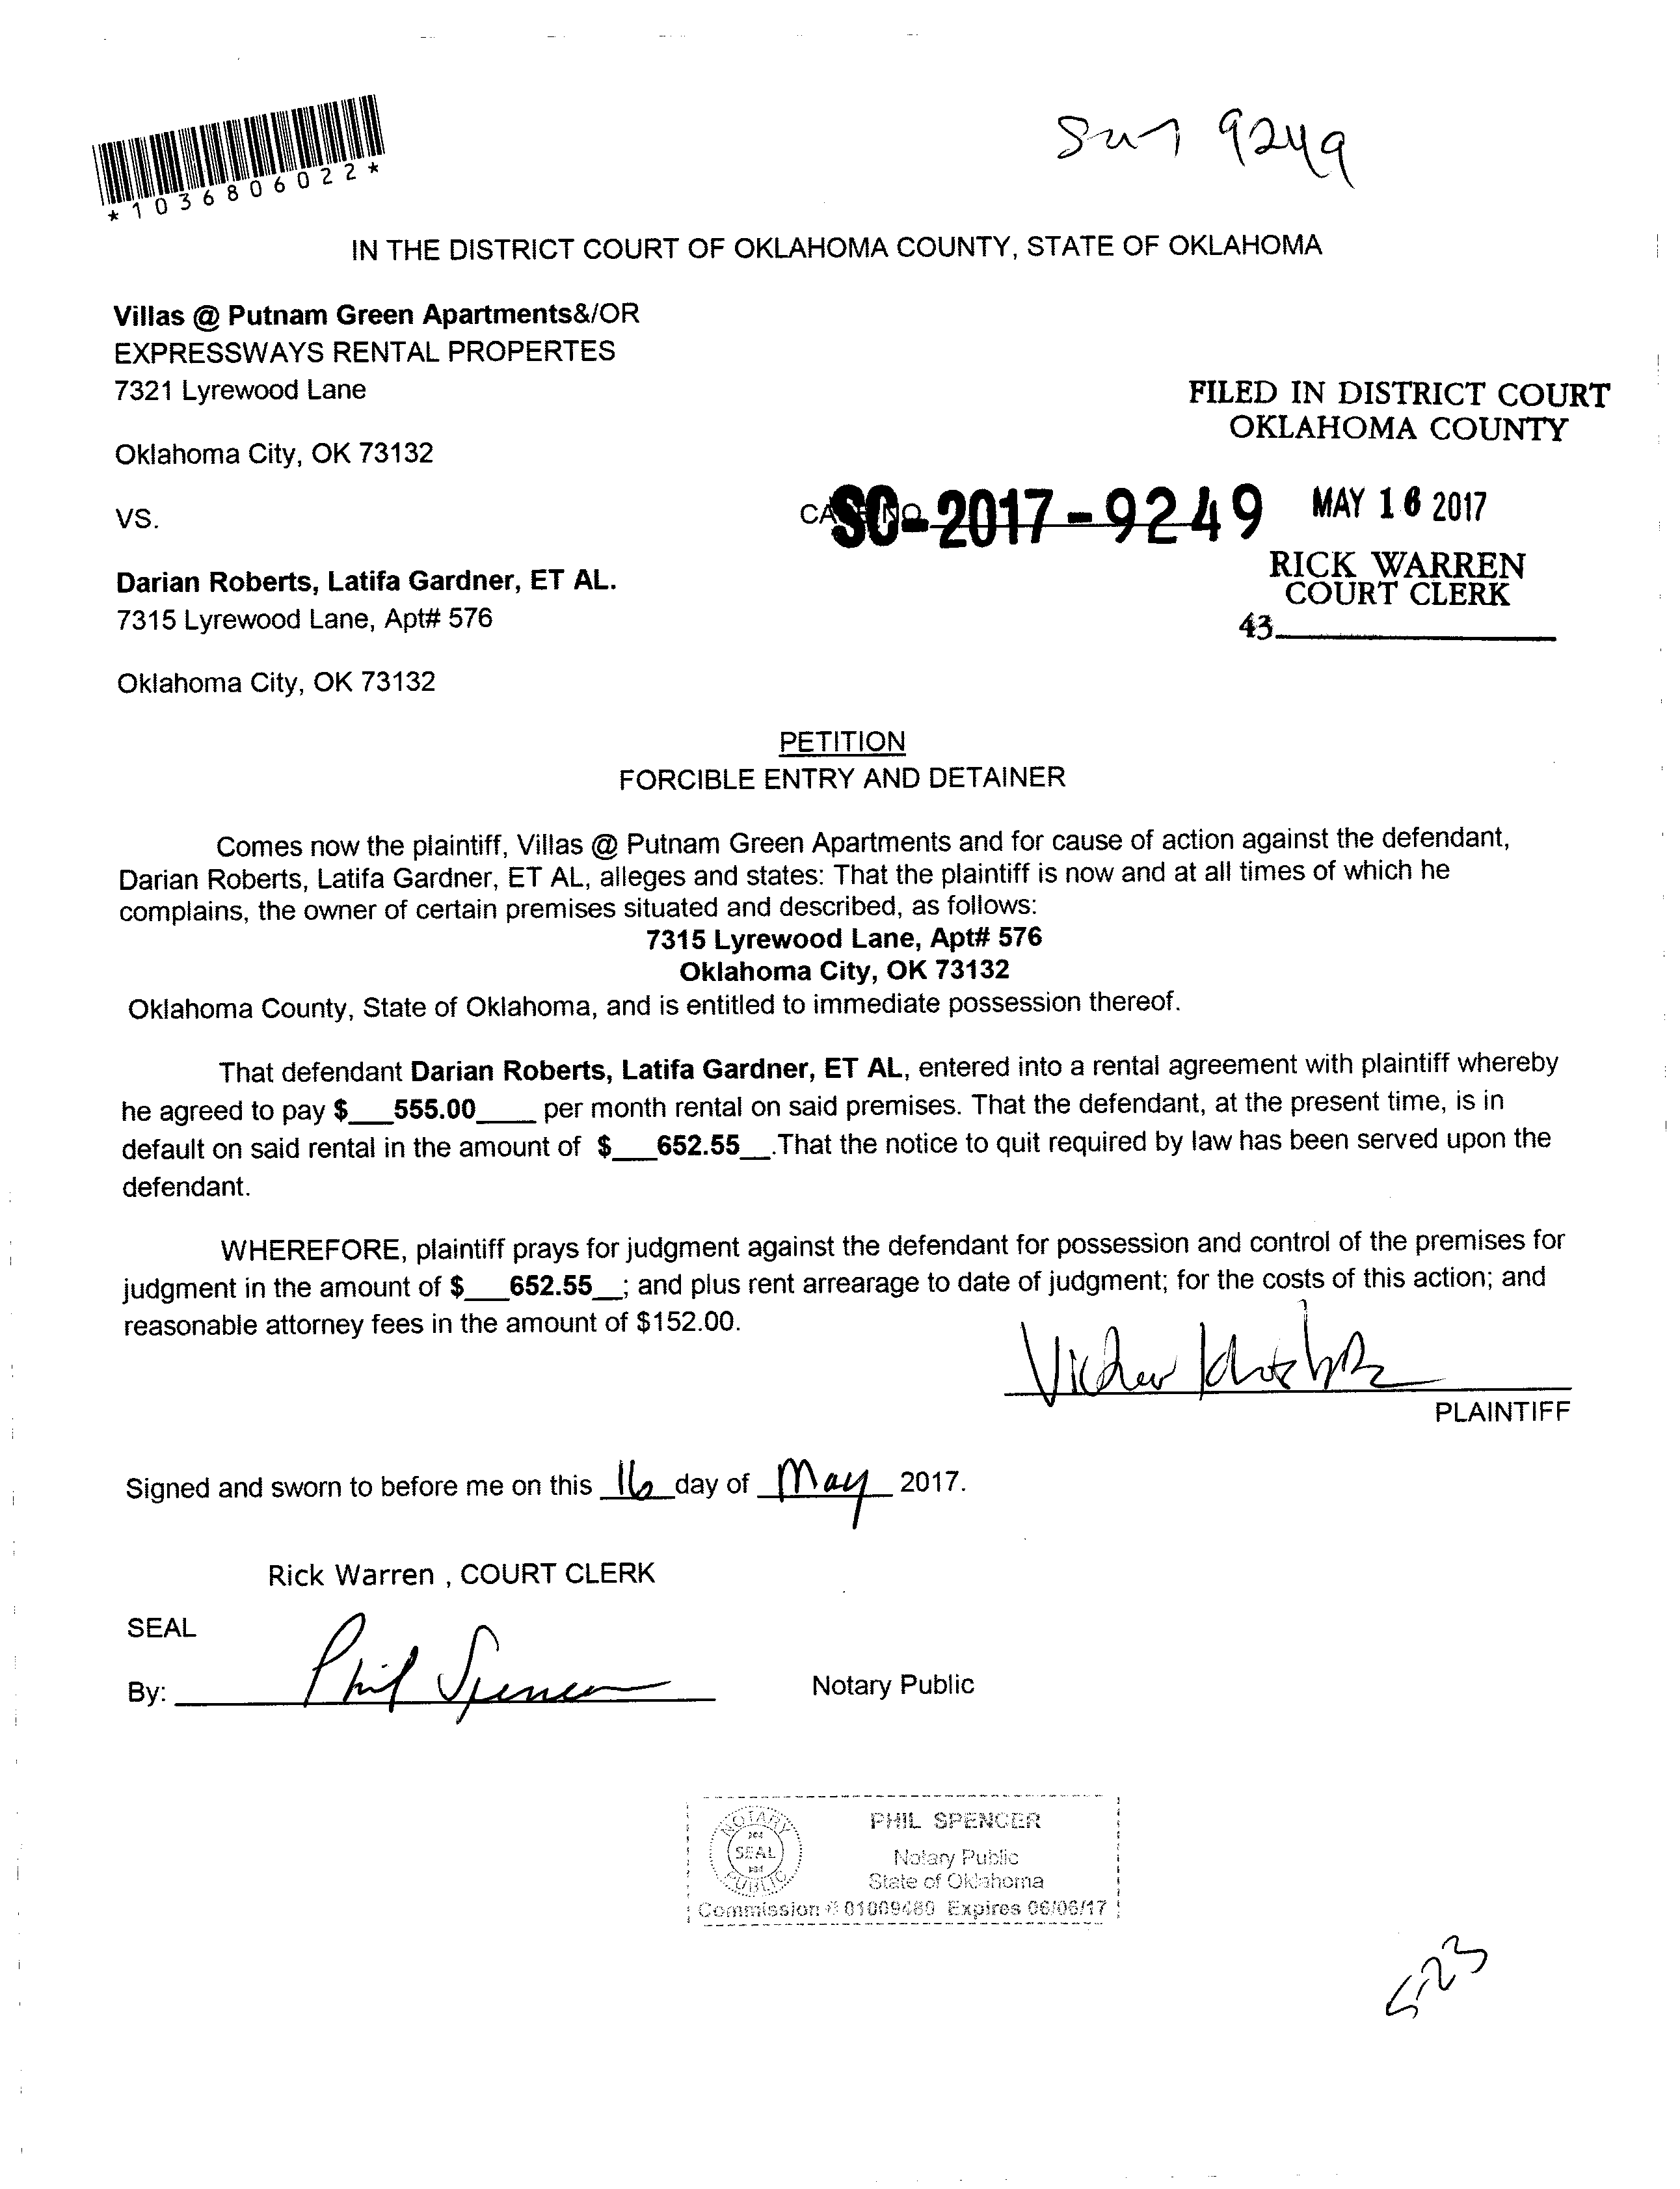 *1036806022*
9249
IN THE DISTRICT COURT OF OKLAHOMA COUNTY, STATE OF OKLAHOMA
Villas @ Putnam Green Apartments&/OR
EXPRESSWAYS RENTAL PROPERTES
7321 Lyrewood Lane
Oklahoma City, OK 73132
VS.
Darian Roberts, Latifa Gardner, ET AL.
7315 Lyrewood Lane, Apt# 576
Oklahoma City, OK 73132
FILED IN DISTRICT COURT
OKLAHOMA COUNTY
SC-2017-9249
MAY 16 2017
RICK WARREN
COURT CLERK
43
PETITION
FORCIBLE ENTRY AND DETAINER
Comes now the plaintiff, Villas @ Putnam Green Apartments and for cause of action against the defendant,
Darian Roberts, Latifa Gardner, ET AL, alleges and states: That the plaintiff is now and at all times of which he
complains, the owner of certain premises situated and described, as follows:
7315 Lyrewood Lane, Apt# 576
Oklahoma City, OK 73132
Oklahoma County, State of Oklahoma, and is entitled to immediate possession thereof.
That defendant Darian Roberts, Latifa Gardner, ET AL, entered into a rental agreement with plaintiff whereby
he agreed to pay $___555.00____ per month rental on said premises. That the defendant, at the present time, is in
default on said rental in the amount of $___652.55__.That the notice to quit required by law has been served upon the
defendant.
WHEREFORE, plaintiff prays for judgment against the defendant for possession and control of the premises for
judgment in the amount of $___652.55__; and plus rent arrearage to date of judgment; for the costs of this action; and
reasonable attorney fees in the amount of $152.00.
PLAINTIFF
Signed and sworn to before me on this 16 day of May 2017.
Rick Warren , COURT CLERK
SEAL
By: Phil Spencer Notary Public
NOTARY PUBLIC
SEAL
PHIL SPENCER
Notary Public
State of Oklahoma
Commission # 01009489 Expires 06/06/17
5-23